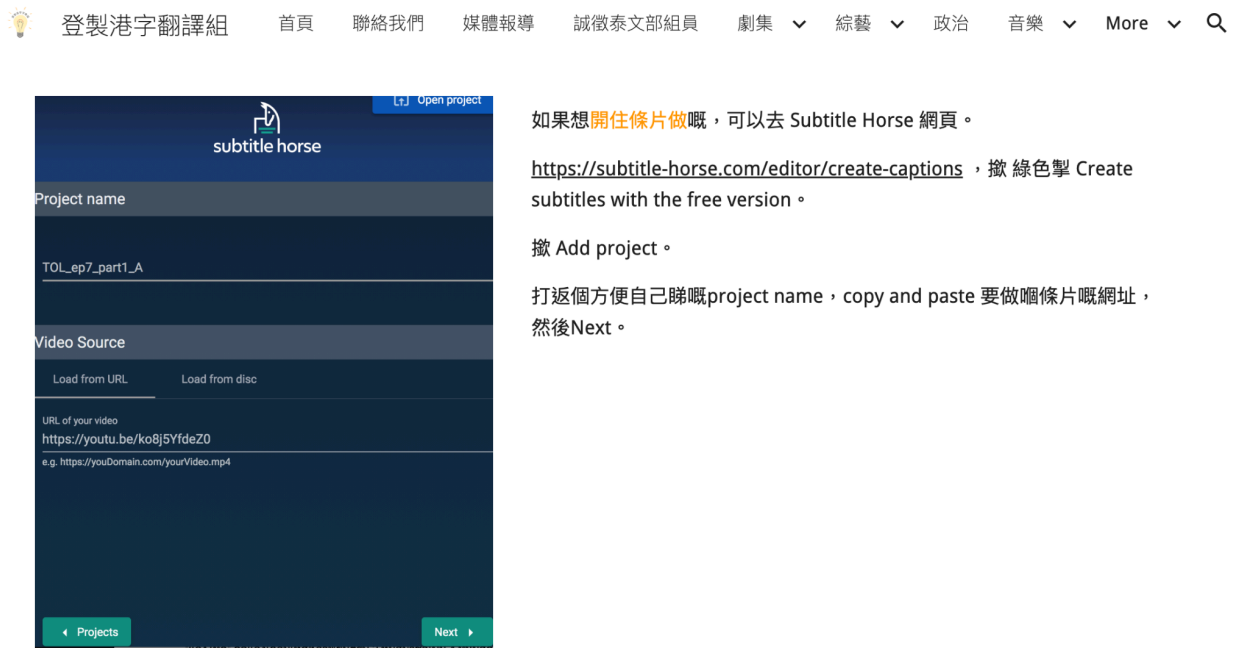 登製港字翻譯組
首頁
聯絡我們
媒體報導
誠徵泰文部組員
劇集
綜藝
政治
音樂
More
Open project
subtitle horse
Project name
TOL_ep7_part1_A
Video Source
Load from URL
Load from disc
URL of your video
https://youtu.be/ko8j5YfdeZ0
e.g. https://youDomain.com/yourVideo.mp4
Projects
Next
如果想開住條片做嘅，可以去 Subtitle Horse 網頁。
https://subtitle-horse.com/editor/create-captions ，撳 綠色掣 Create
subtitles with the free version。
撳 Add project。
打返個方便自己睇嘅project name，copy and paste 要做嗰條片嘅網址，
然後Next。